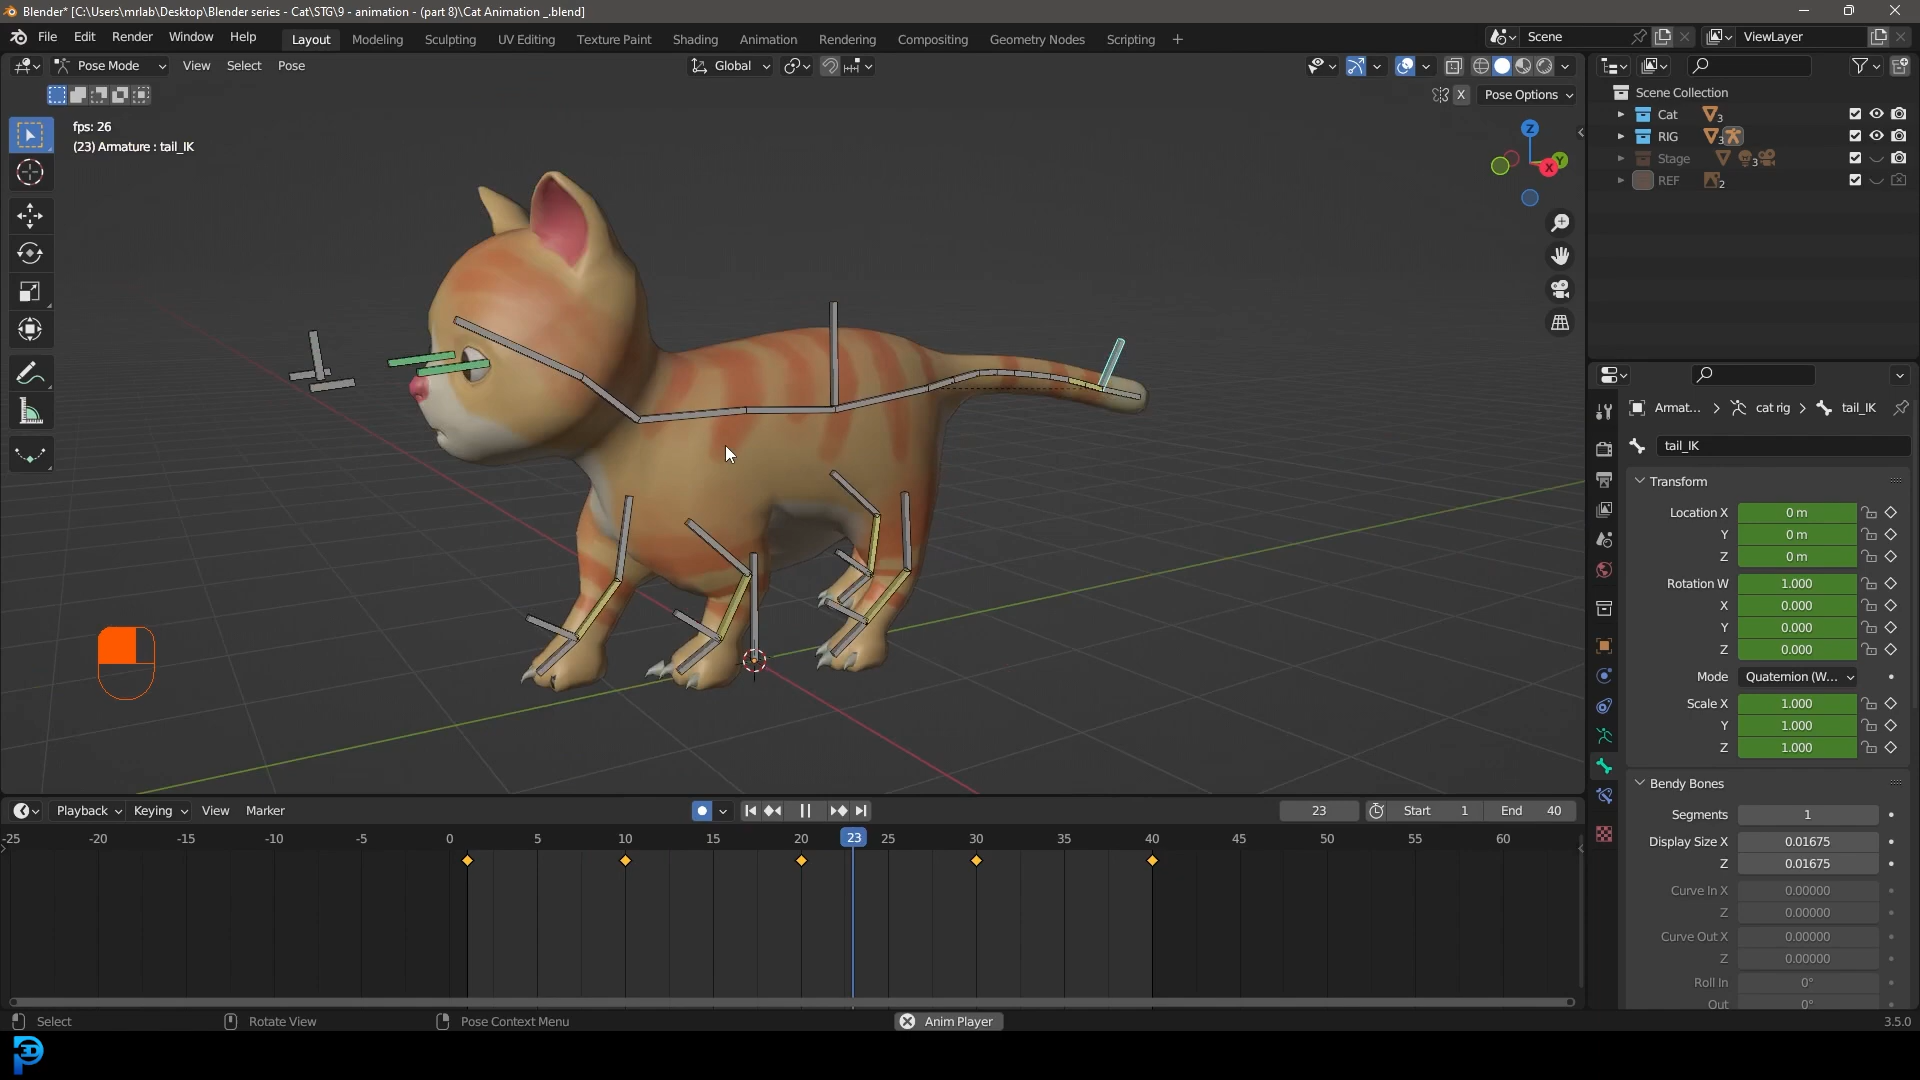 Blender* [C:\Users\mrlab\Desktop\Blender series - Cat\STG\9 - animation - (part 8)\Cat Animation _.blend]
File Edit Render Window Help Layout Modeling Sculpting UV Editing Texture Paint Shading Animation Rendering Compositing Geometry Nodes Scripting + Scene ViewLayer
Pose Mode View Select Pose Global
X Pose Options
fps: 26
(23) Armature : tail_IK
Z
Y
X
Scene Collection
Cat 3
RIG 3
Stage 3
REF 2
Armat... > cat rig > tail_IK
tail_IK
Transform
Location X 0 m
Y 0 m
Z 0 m
Rotation W 1.000
X 0.000
Y 0.000
Z 0.000
Mode Quaternion (W...
Scale X 1.000
Y 1.000
Z 1.000
Bendy Bones
Segments 1
Display Size X 0.01675
Z 0.01675
Curve In X 0.00000
Z 0.00000
Curve Out X 0.00000
Z 0.00000
Roll In 0°
Out 0°
Playback Keying View Marker 23 Start 1 End 40
-25 -20 -15 -10 -5 0 5 10 15 20 23 25 30 35 40 45 50 55 60
Select Rotate View Pose Context Menu Anim Player 3.5.0